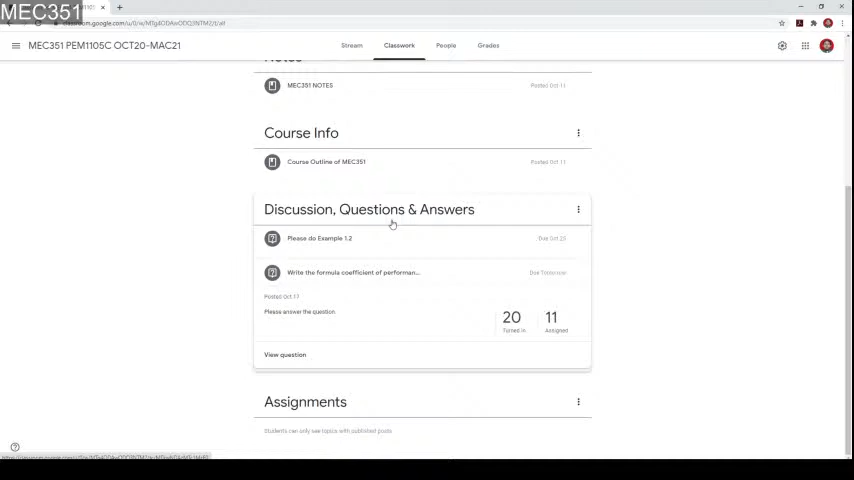 MEC351
MEC351 PEM1105C OCT20-MAC21
Stream
Classwork
People
Grades
Notes
MEC351 NOTES
Posted Oct 11
Course Info
Course Outline of MEC351
Posted Oct 11
Discussion, Questions & Answers
Please do Example 1.2
Due Oct 25
Write the formula coefficient of performan...
Due Tomorrow
Posted Oct 17
Please answer the question.
20
11
Turned in
Assigned
View question
Assignments
Students can only see topics with published posts